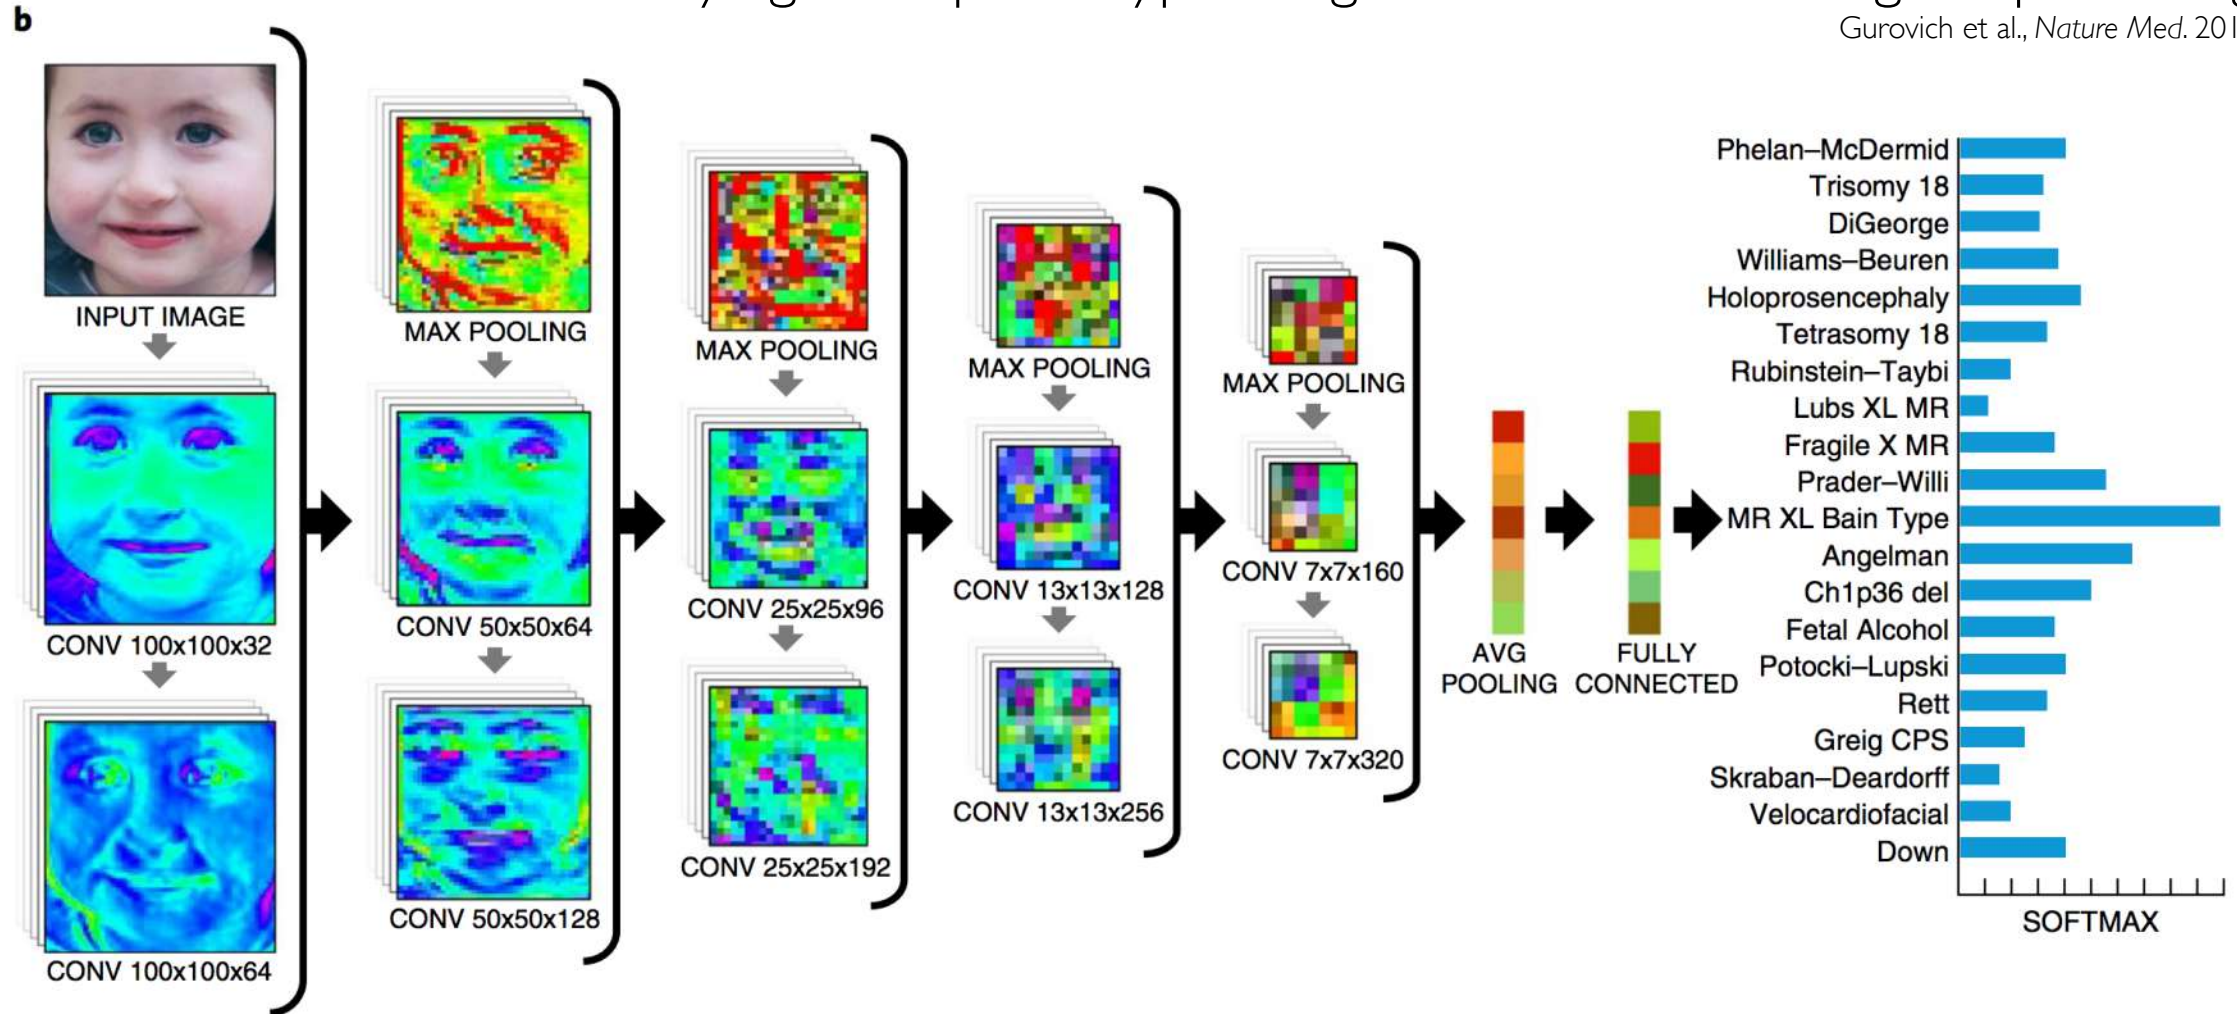 b
Gurovich et al., Nature Med. 201
INPUT IMAGE
CONV 100x100x32
CONV 100x100x64
MAX POOLING
CONV 50x50x64
CONV 50x50x128
MAX POOLING
CONV 25x25x96
CONV 25x25x192
MAX POOLING
CONV 13x13x128
CONV 13x13x256
MAX POOLING
CONV 7x7x160
CONV 7x7x320
AVG
POOLING
FULLY
CONNECTED
Phelan–McDermid
Trisomy 18
DiGeorge
Williams–Beuren
Holoprosencephaly
Tetrasomy 18
Rubinstein–Taybi
Lubs XL MR
Fragile X MR
Prader–Willi
MR XL Bain Type
Angelman
Ch1p36 del
Fetal Alcohol
Potocki–Lupski
Rett
Greig CPS
Skraban–Deardorff
Velocardiofacial
Down
SOFTMAX